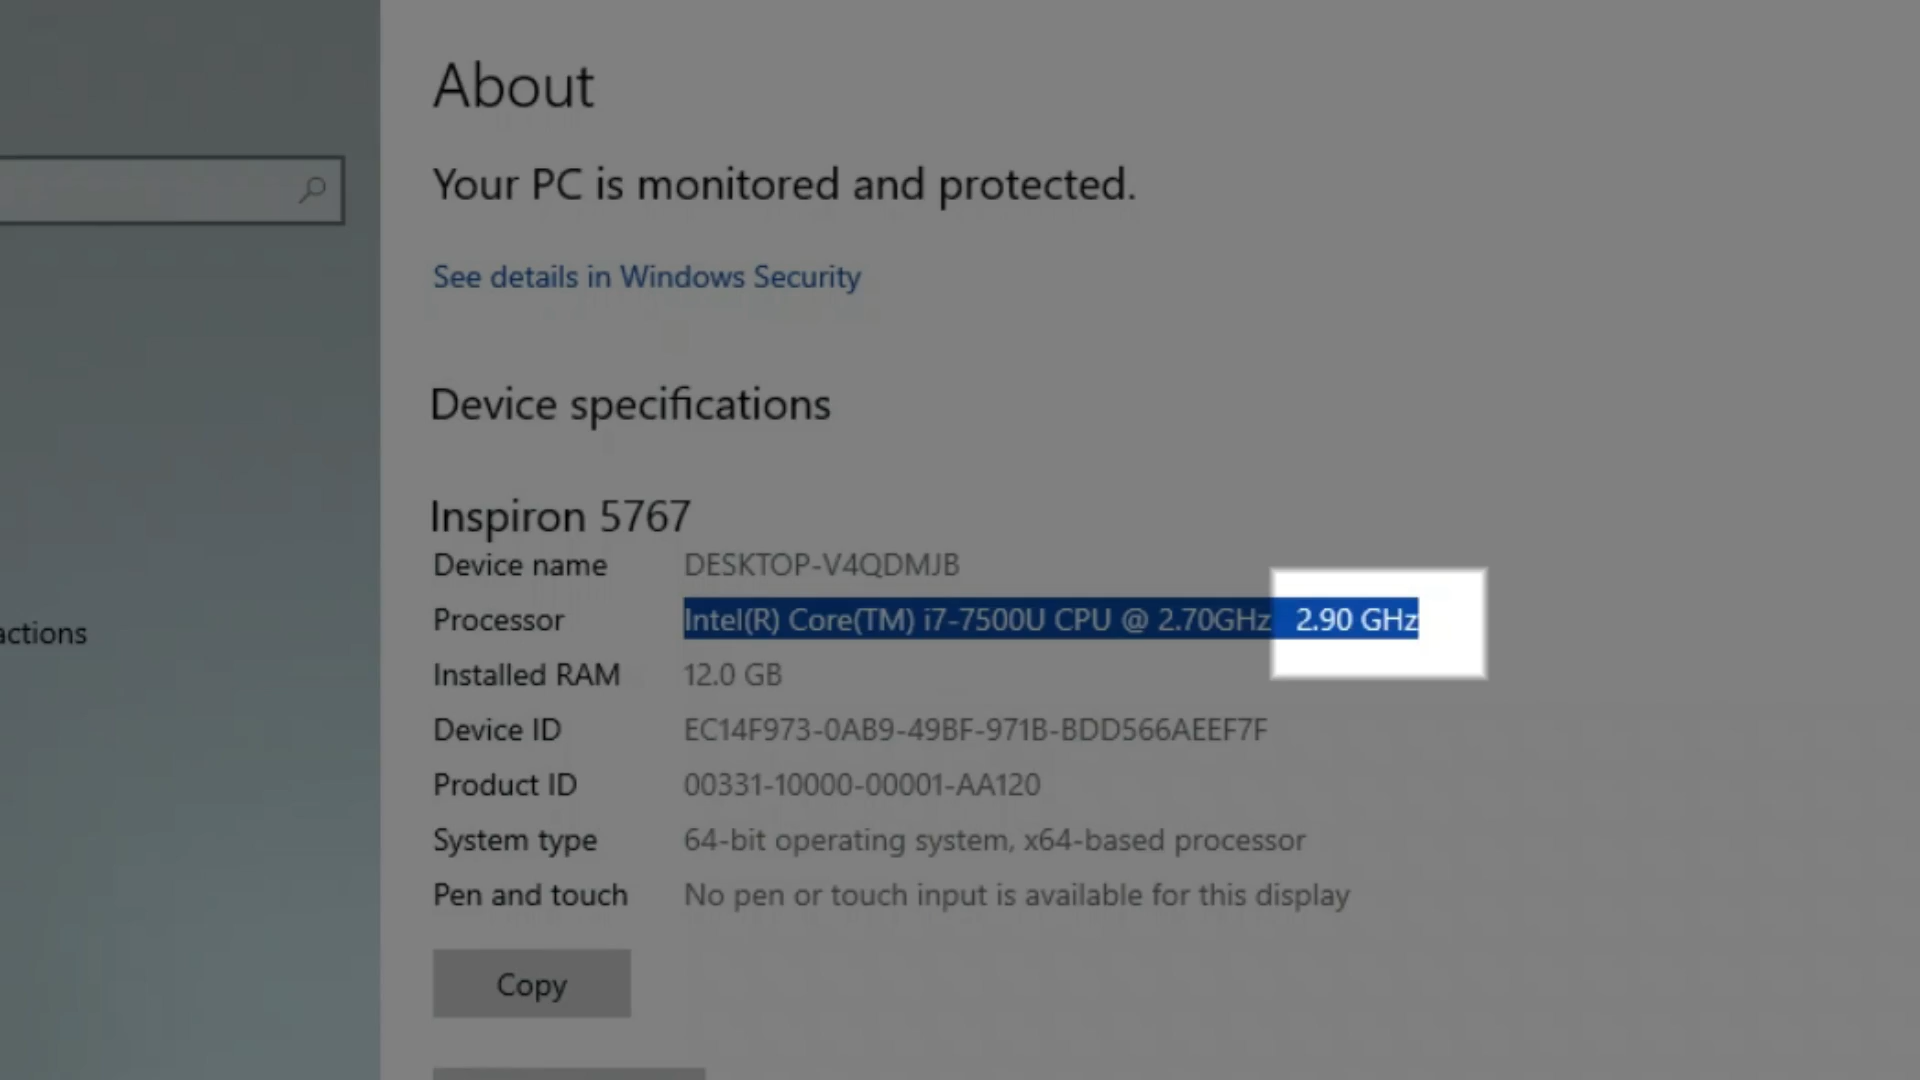 About
Your PC is monitored and protected.
See details in Windows Security
Device specifications
Inspiron 5767
Device name DESKTOP-V4QDMJB
Processor Intel(R) Core(TM) i7-7500U CPU @ 2.70GHz 2.90 GHz
actions
Installed RAM 12.0 GB
Device ID EC14F973-0AB9-49BF-971B-BDD566AEEF7F
Product ID 00331-10000-00001-AA120
System type 64-bit operating system, x64-based processor
Pen and touch No pen or touch input is available for this display
Copy